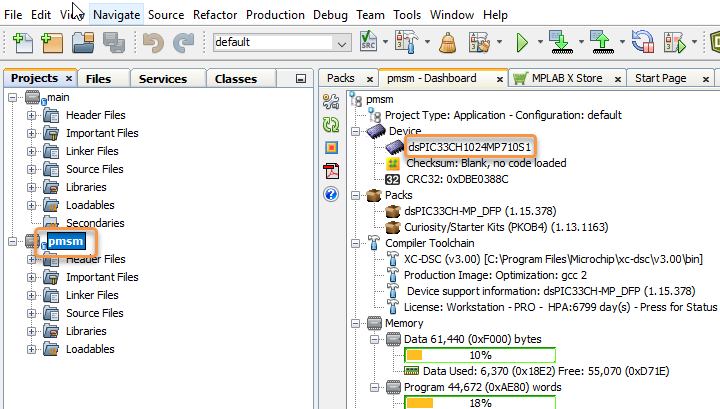 File Edit View Navigate Source Refactor Production Debug Team Tools Window Help
default
SRC
Projects × Files Services Classes
main
Header Files
Important Files
Linker Files
Source Files
Libraries
Loadables
Secondaries
pmsm
Header Files
Important Files
Linker Files
Source Files
Libraries
Loadables
Packs × pmsm - Dashboard × MPLAB X Store × Start Page ×
pmsm
Project Type: Application - Configuration: default
Device
dsPIC33CH1024MP710S1
Checksum: Blank, no code loaded
32 CRC32: 0xDBE0388C
Packs
dsPIC33CH-MP_DFP (1.15.378)
Curiosity/Starter Kits (PKOB4) (1.13.1163)
Compiler Toolchain
XC-DSC (v3.00) [C:\Program Files\Microchip\xc-dsc\v3.00\bin]
Production Image: Optimization: gcc 2
Device support information: dsPIC33CH-MP_DFP (1.15.378)
License: Workstation - PRO - HPA:6799 day(s) - Press for Status
Memory
Data 61,440 (0xF000) bytes
10%
Data Used: 6,370 (0x18E2) Free: 55,070 (0xD71E)
Program 44,672 (0xAE80) words
18%